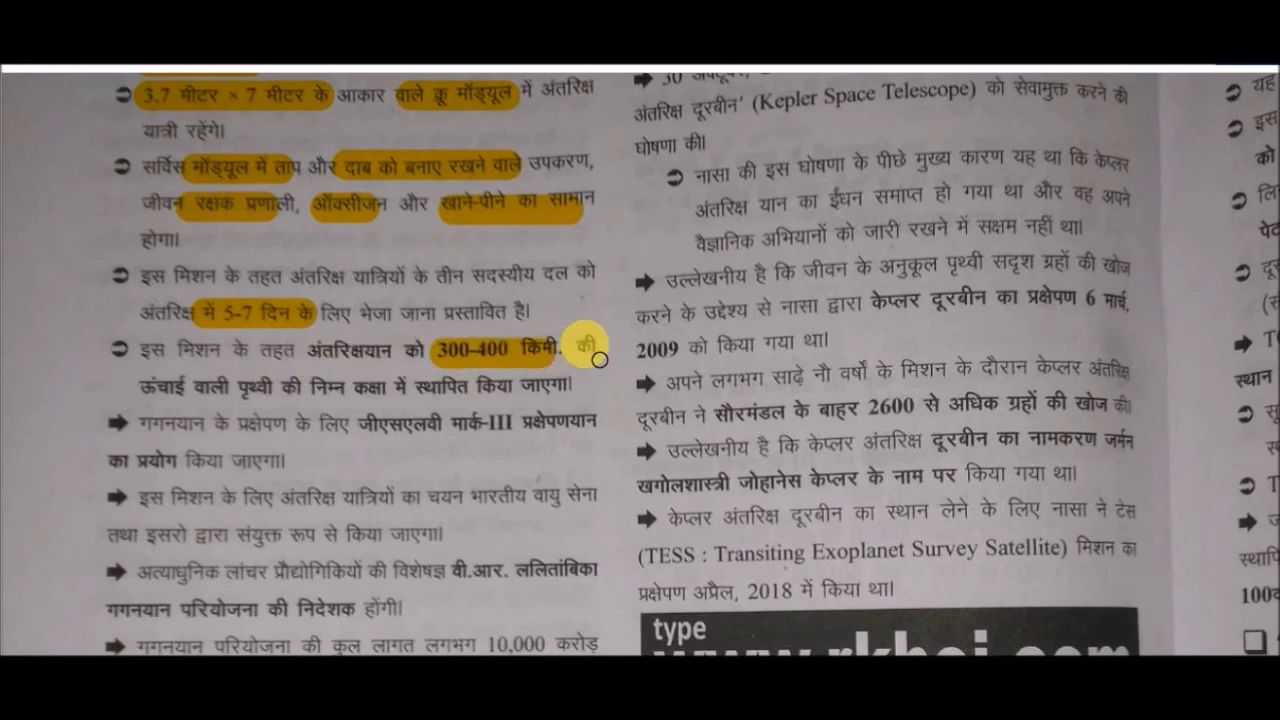 ➲ 3.7 मीटर × 7 मीटर के आकार वाले क्रू मॉड्यूल में अंतरिक्ष
यात्री रहेंगे।
➲ सर्विस मॉड्यूल में ताप और दाब को बनाए रखने वाले उपकरण,
जीवन रक्षक प्रणाली, ऑक्सीजन और खाने-पीने का सामान
होगा।
➲ इस मिशन के तहत अंतरिक्ष यात्रियों के तीन सदस्यीय दल को
अंतरिक्ष में 5-7 दिन के लिए भेजा जाना प्रस्तावित है।
➲ इस मिशन के तहत अंतरिक्षयान को 300-400 किमी. की
ऊंचाई वाली पृथ्वी की निम्न कक्षा में स्थापित किया जाएगा।
➡ गगनयान के प्रक्षेपण के लिए जीएसएलवी मार्क-III प्रक्षेपणयान
का प्रयोग किया जाएगा।
➡ इस मिशन के लिए अंतरिक्ष यात्रियों का चयन भारतीय वायु सेना
तथा इसरो द्वारा संयुक्त रूप से किया जाएगा।
➡ अत्याधुनिक लांचर प्रौद्योगिकियों की विशेषज्ञ वी.आर. ललितांबिका
गगनयान परियोजना की निदेशक होंगी।
➡ गगनयान परियोजना की कुल लागत लगभग 10,000 करोड़
➡ 30
अंतरिक्ष दूरबीन' (Kepler Space Telescope) को सेवामुक्त करने की
घोषणा की।
➲ नासा की इस घोषणा के पीछे मुख्य कारण यह था कि केप्लर
अंतरिक्ष यान का ईंधन समाप्त हो गया था और वह अपने
वैज्ञानिक अभियानों को जारी रखने में सक्षम नहीं था।
➡ उल्लेखनीय है कि जीवन के अनुकूल पृथ्वी सदृश ग्रहों की खोज
करने के उद्देश्य से नासा द्वारा केप्लर दूरबीन का प्रक्षेपण 6 मार्च,
2009 को किया गया था।
➡ अपने लगभग साढ़े नौ वर्षों के मिशन के दौरान केप्लर अंतरिक्ष
दूरबीन ने सौरमंडल के बाहर 2600 से अधिक ग्रहों की खोज की।
➡ उल्लेखनीय है कि केप्लर अंतरिक्ष दूरबीन का नामकरण जर्मन
खगोलशास्त्री जोहानेस केप्लर के नाम पर किया गया था।
➡ केप्लर अंतरिक्ष दूरबीन का स्थान लेने के लिए नासा ने टेस
(TESS : Transiting Exoplanet Survey Satellite) मिशन का
प्रक्षेपण अप्रैल, 2018 में किया था।
type
➲ यह
➲ इस
को
➲
➲
➡
स्थान
➲
➲
➡
100